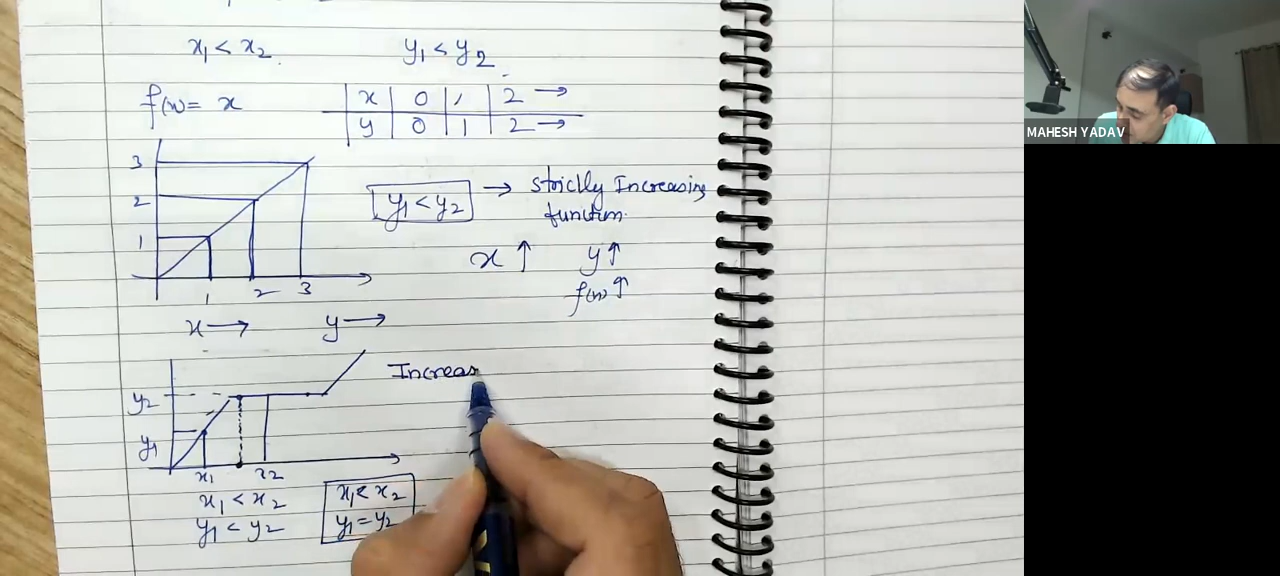 x₁ < x₂. y₁ < y₂
f(x) = x
x 0 1 2 →
y 0 1 2 →
3
2
1
1 2 3
y₁ < y₂ → strictly Increasing
function.
x ↑ y ↑
f(x) ↑
x → y →
Increas
y₂
y₁
x₁ x₂
x₁ < x₂
y₁ < y₂
x₁ < x₂
y₁ = y₂
MAHESH YADAV